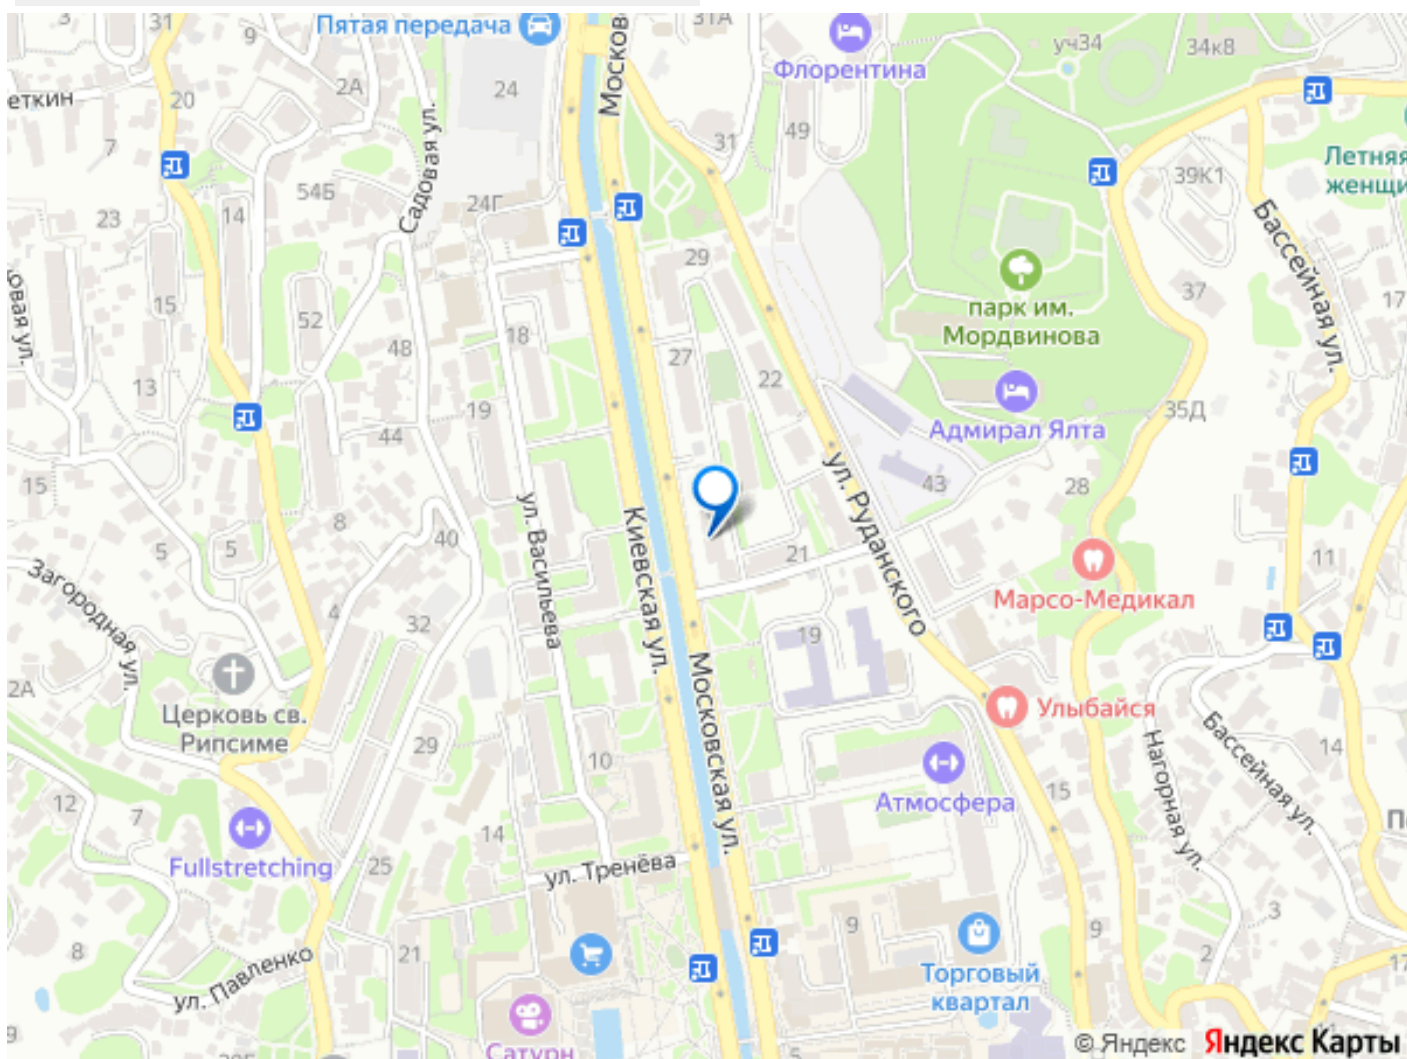 Пятая передача
Москов
31А
31
9
2А
24
уч34
34к8
Флорентина
еткин
20
7
Садовая ул.
31
49
Летняя
женщи
39К1
54Б
24Г
14
23
Бассейная ул.
29
парк им.
Мордвинова
37
17
овая ул.
15
52
18
48
27
22
13
19
35Д
Адмирал Ялта
44
ул. Руданского
43
28
15
8
ул. Васильева
Киевская ул.
40
5
5
21
11
Загородная ул.
4
Марсо-Медикал
32
19
2А
Церковь св.
Рипсиме
Московская ул.
Улыбайся
29
10
Нагорная ул.
Бассейная ул.
14
12
7
Атмосфера
15
Fullstretching
14
25
ул. Тренёва
8
ул. Павленко
21
9
3
9
2
Торговый
квартал
17
Сатурн
5
1
© Яндекс
Яндекс Карты